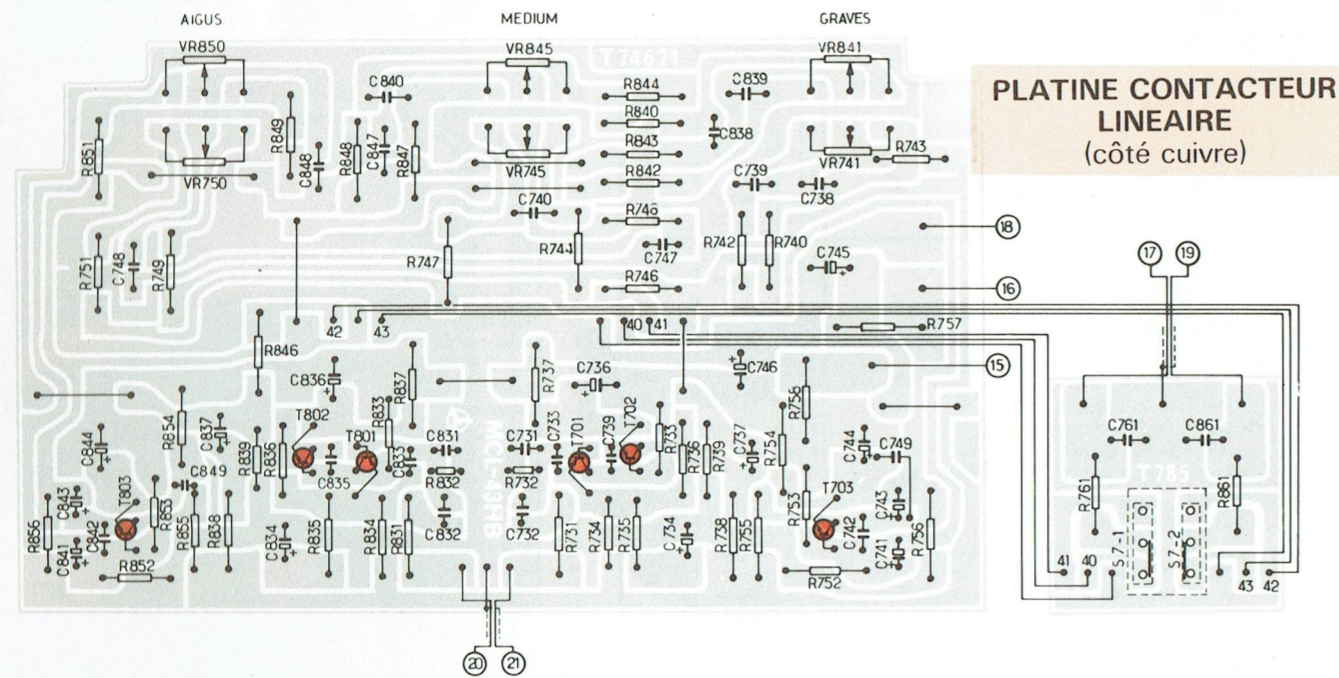 AIGUS MEDIUM GRAVES
VR850 VR845 VR841
T 74671
PLATINE CONTACTEUR
LINEAIRE
(côté cuivre)
C840 R844 C839
R849 R840 C838
R851 R848 C847 R847 R843
VR750 C848 VR745 R842 C739 VR741 R743
C738
C740 R746
R751 C748 R749 R747 R744 C747 R742 R740 C745
18
17 19
R746 16
42 43 40 41 R757
R846 C836 R837 R737 C736 C746 15
R833 R756
C844 R854 C837 T802 T801 C831 C731 C733 T701 C739 T702 R733 R736 R739 C737 R754 C744 C749 C761 C861
R839 R836 C835 C833 R832 R732
MCL-43H1B
T785
C849 R761 R861
C843 T803 R853 R753 T703 C743
R856 C841 C842 R855 R838 C834 R835 R834 R831 C832 C732 R731 R734 R735 C734 R738 R755 C742 C741 R756
S7-1 S7-2
R852 R752 41 40 43 42
20 21